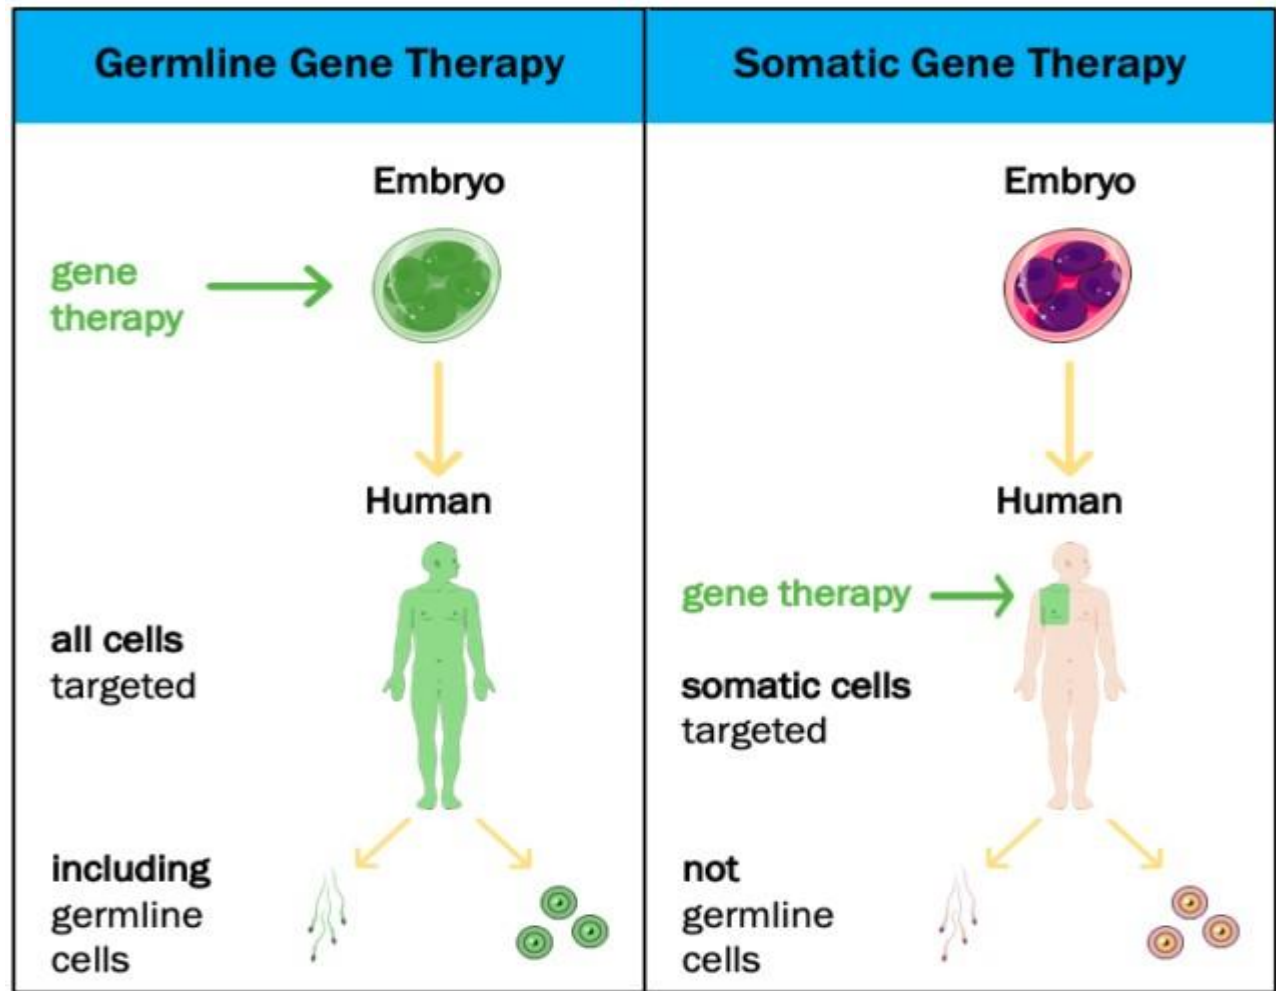 Germline Gene Therapy
Embryo
gene
therapy
Human
all cells
targeted
including
germline
cells
Somatic Gene Therapy
Embryo
Human
gene therapy
somatic cells
targeted
not
germline
cells